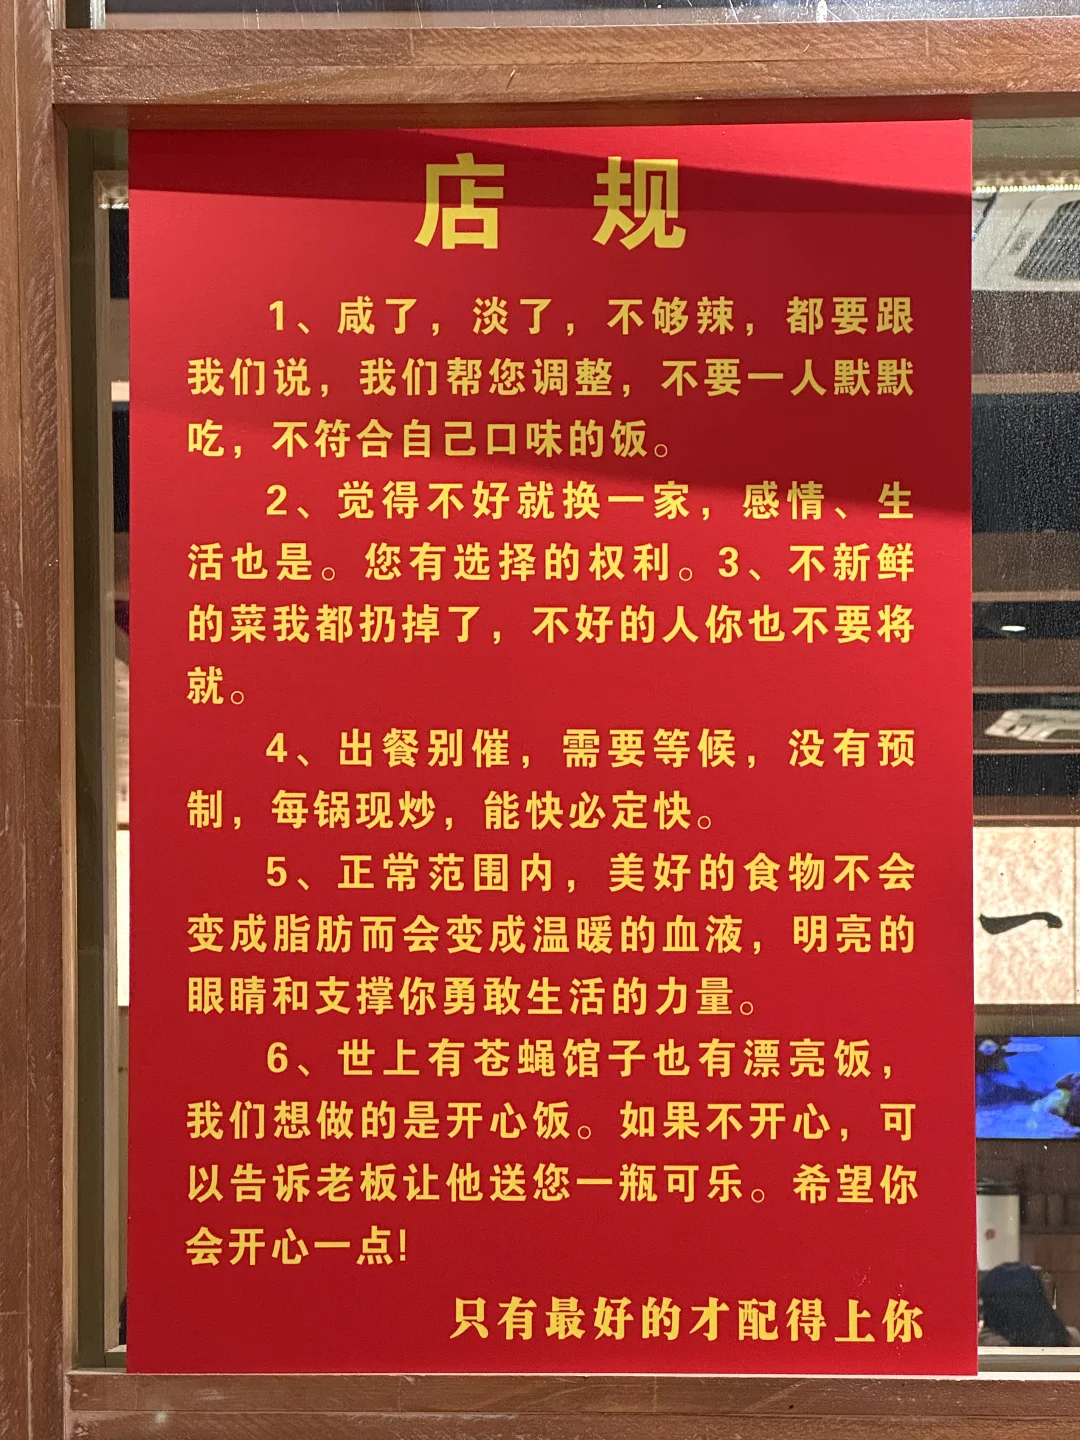 店 规
1、咸了，淡了，不够辣，都要跟
我们说，我们帮您调整，不要一人默默
吃，不符合自己口味的饭。
2、觉得不好就换一家，感情、生
活也是。您有选择的权利。3、不新鲜
的菜我都扔掉了，不好的人你也不要将
就。
4、出餐别催，需要等候，没有预
制，每锅现炒，能快必定快。
5、正常范围内，美好的食物不会
变成脂肪而会变成温暖的血液，明亮的
眼睛和支撑你勇敢生活的力量。
6、世上有苍蝇馆子也有漂亮饭，
我们想做的是开心饭。如果不开心，可
以告诉老板让他送您一瓶可乐。希望你
会开心一点!
只有最好的才配得上你
一